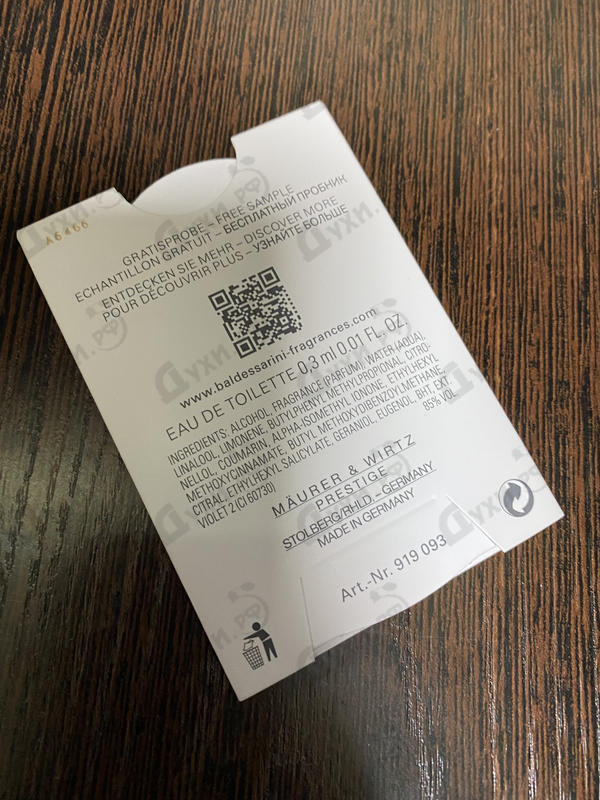 A6466
GRATISPROBE – FREE SAMPLE
ECHANTILLON GRATUIT – БЕСПЛАТНЫЙ ПРОБНИК
ENTDECKEN SIE MEHR – DISCOVER MORE
POUR DÉCOUVRIR PLUS – УЗНАЙТЕ БОЛЬШЕ
www.baldessarini-fragrances.com
EAU DE TOILETTE 0,3 ml 0.01 FL. OZ.
INGREDIENTS: ALCOHOL, FRAGRANCE (PARFUM), WATER (AQUA),
LINALOOL, LIMONENE, BUTYLPHENYL METHYLPROPIONAL, CITRO-
NELLOL, COUMARIN, ALPHA-ISOMETHYL IONONE, ETHYLHEXYL
METHOXYCINNAMATE, BUTYL METHOXYDIBENZOYLMETHANE,
CITRAL, ETHYLHEXYL SALICYLATE, GERANIOL, EUGENOL, BHT, EXT.
VIOLET 2 (CI 60730)
85% VOL
MÄURER & WIRTZ
PRESTIGE
STOLBERG/RHLD. – GERMANY
MADE IN GERMANY
Art.-Nr. 919 093
Духи.рф